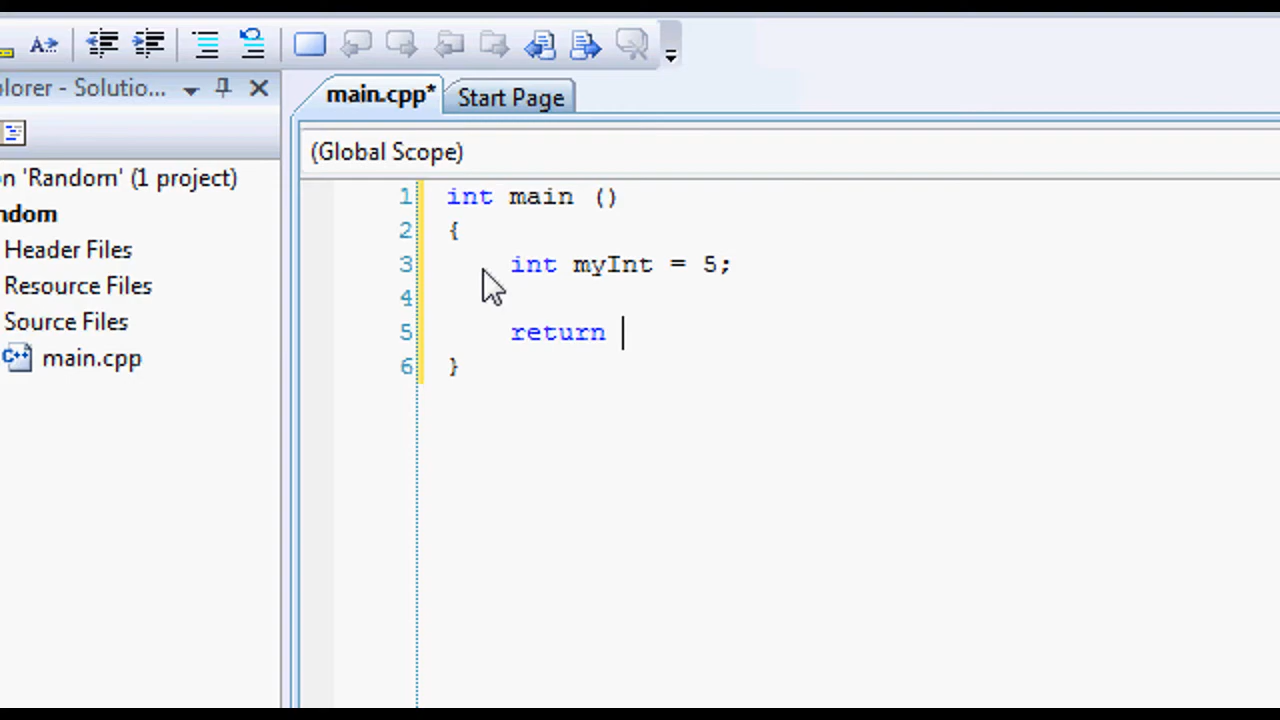 plorer - Solutio...
main.cpp*
Start Page
(Global Scope)
n 'Random' (1 project)
ndom
Header Files
Resource Files
Source Files
main.cpp
1 int main ()
2 {
3 int myInt = 5;
4
5 return
6 }